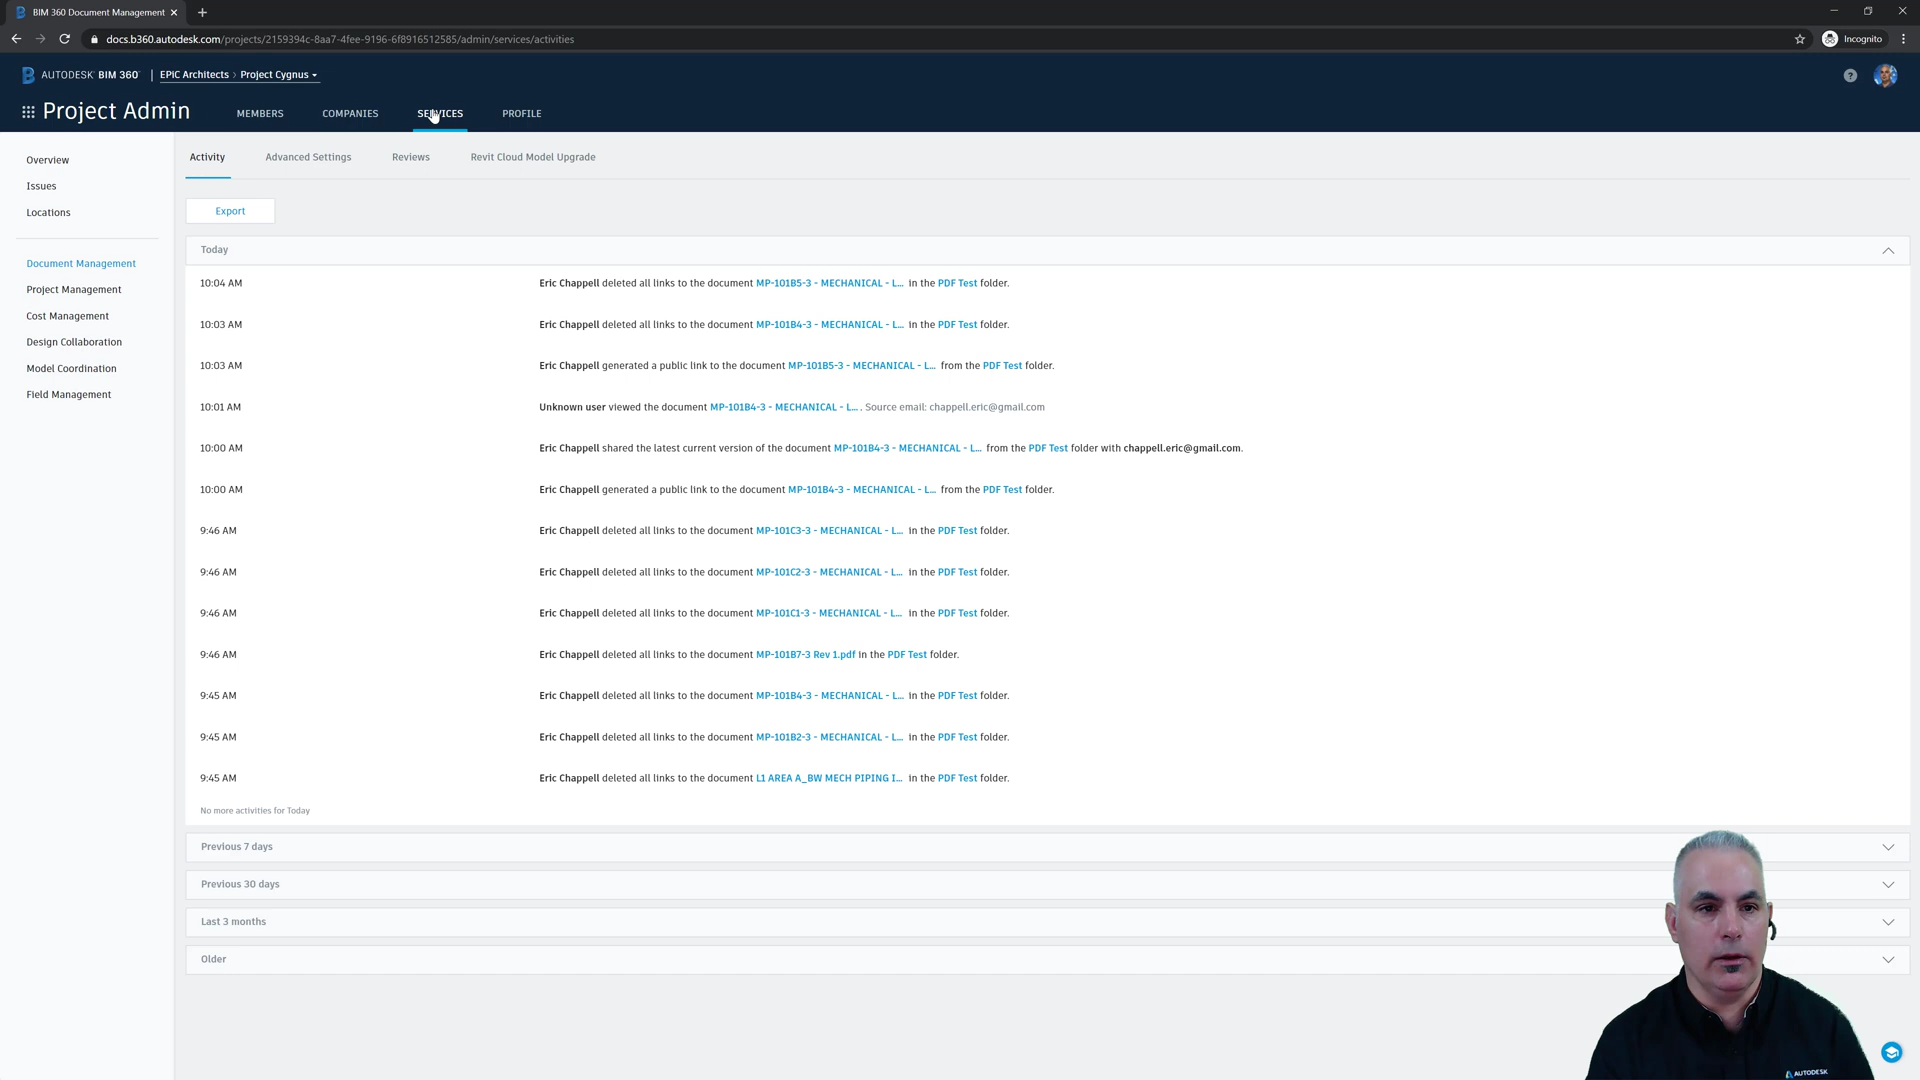 BIM 360 Document Management
docs.b360.autodesk.com/projects/2159394c-8aa7-4fee-9196-6f8916512585/admin/services/activities
Incognito
AUTODESK BIM 360 | EPIC Architects > Project Cygnus
Project Admin
MEMBERS COMPANIES SERVICES PROFILE
Overview
Issues
Locations
Document Management
Project Management
Cost Management
Design Collaboration
Model Coordination
Field Management
Activity Advanced Settings Reviews Revit Cloud Model Upgrade
Export
Today
10:04 AM Eric Chappell deleted all links to the document MP-101B5-3 - MECHANICAL - L... in the PDF Test folder.
10:03 AM Eric Chappell deleted all links to the document MP-101B4-3 - MECHANICAL - L... in the PDF Test folder.
10:03 AM Eric Chappell generated a public link to the document MP-101B5-3 - MECHANICAL - L... from the PDF Test folder.
10:01 AM Unknown user viewed the document MP-101B4-3 - MECHANICAL - L... . Source email: chappell.eric@gmail.com
10:00 AM Eric Chappell shared the latest current version of the document MP-101B4-3 - MECHANICAL - L... from the PDF Test folder with chappell.eric@gmail.com.
10:00 AM Eric Chappell generated a public link to the document MP-101B4-3 - MECHANICAL - L... from the PDF Test folder.
9:46 AM Eric Chappell deleted all links to the document MP-101C3-3 - MECHANICAL - L... in the PDF Test folder.
9:46 AM Eric Chappell deleted all links to the document MP-101C2-3 - MECHANICAL - L... in the PDF Test folder.
9:46 AM Eric Chappell deleted all links to the document MP-101C1-3 - MECHANICAL - L... in the PDF Test folder.
9:46 AM Eric Chappell deleted all links to the document MP-101B7-3 Rev 1.pdf in the PDF Test folder.
9:45 AM Eric Chappell deleted all links to the document MP-101B4-3 - MECHANICAL - L... in the PDF Test folder.
9:45 AM Eric Chappell deleted all links to the document MP-101B2-3 - MECHANICAL - L... in the PDF Test folder.
9:45 AM Eric Chappell deleted all links to the document L1 AREA A_BW MECH PIPING I... in the PDF Test folder.
No more activities for Today
Previous 7 days
Previous 30 days
Last 3 months
Older
AUTODESK